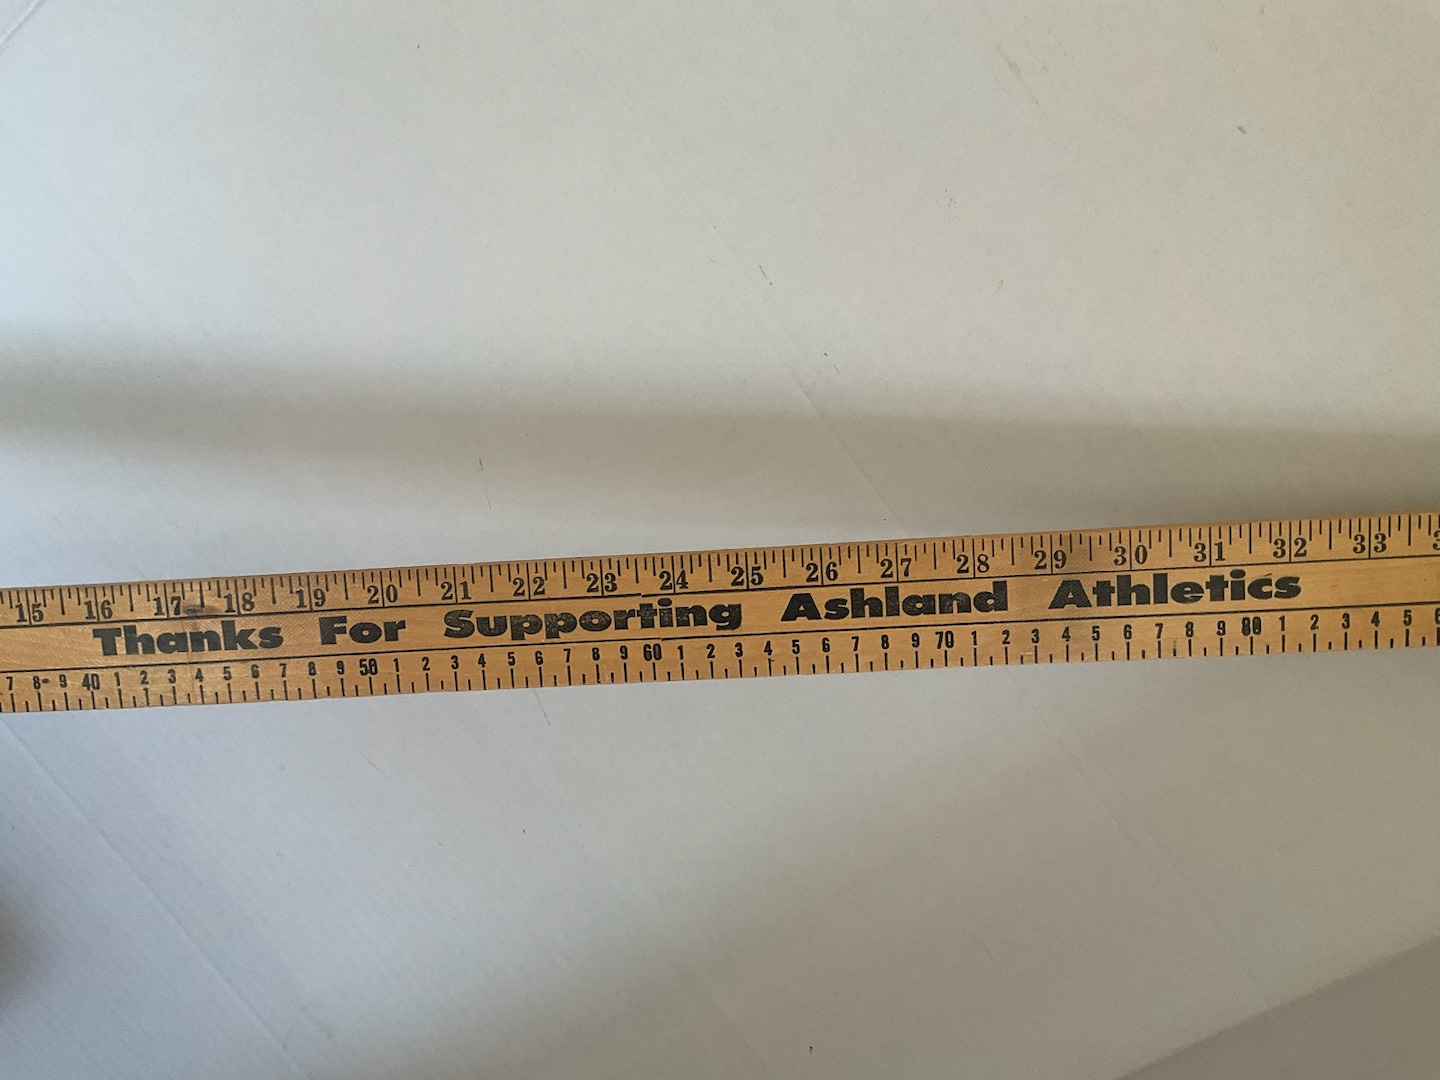 15 16 17 18 19 20 21 22 23 24 25 26 27 28 29 30 31 32 33
Thanks For Supporting Ashland Athletics
7 8 9 40 1 2 3 4 5 6 7 8 9 50 1 2 3 4 5 6 7 8 9 60 1 2 3 4 5 6 7 8 9 70 1 2 3 4 5 6 7 8 9 80 1 2 3 4 5 6